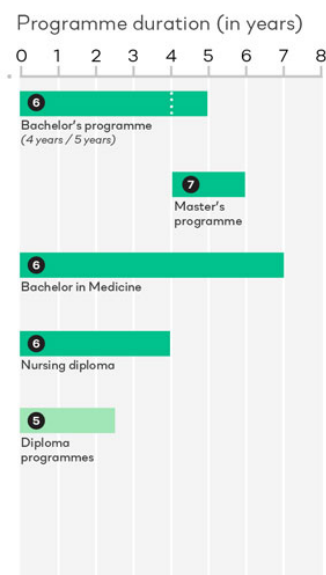 Programme duration (in years)
0 1 2 3 4 5 6 7 8
6
Bachelor's programme
(4 years / 5 years)
7
Master's
programme
6
Bachelor in Medicine
6
Nursing diploma
5
Diploma
programmes